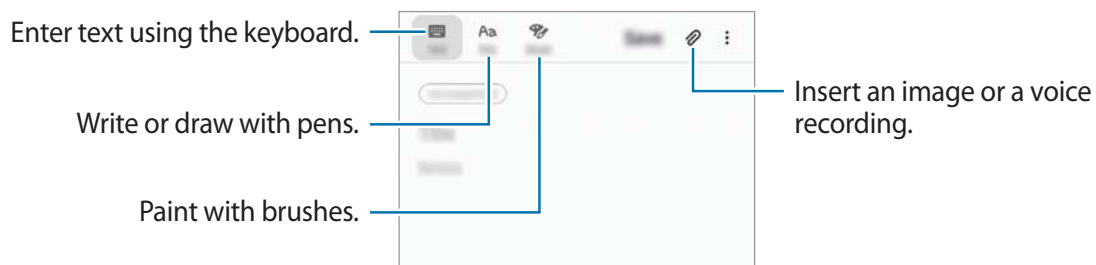 Enter text using the keyboard.
Aa
Write or draw with pens.
Insert an image or a voice
recording.
Paint with brushes.